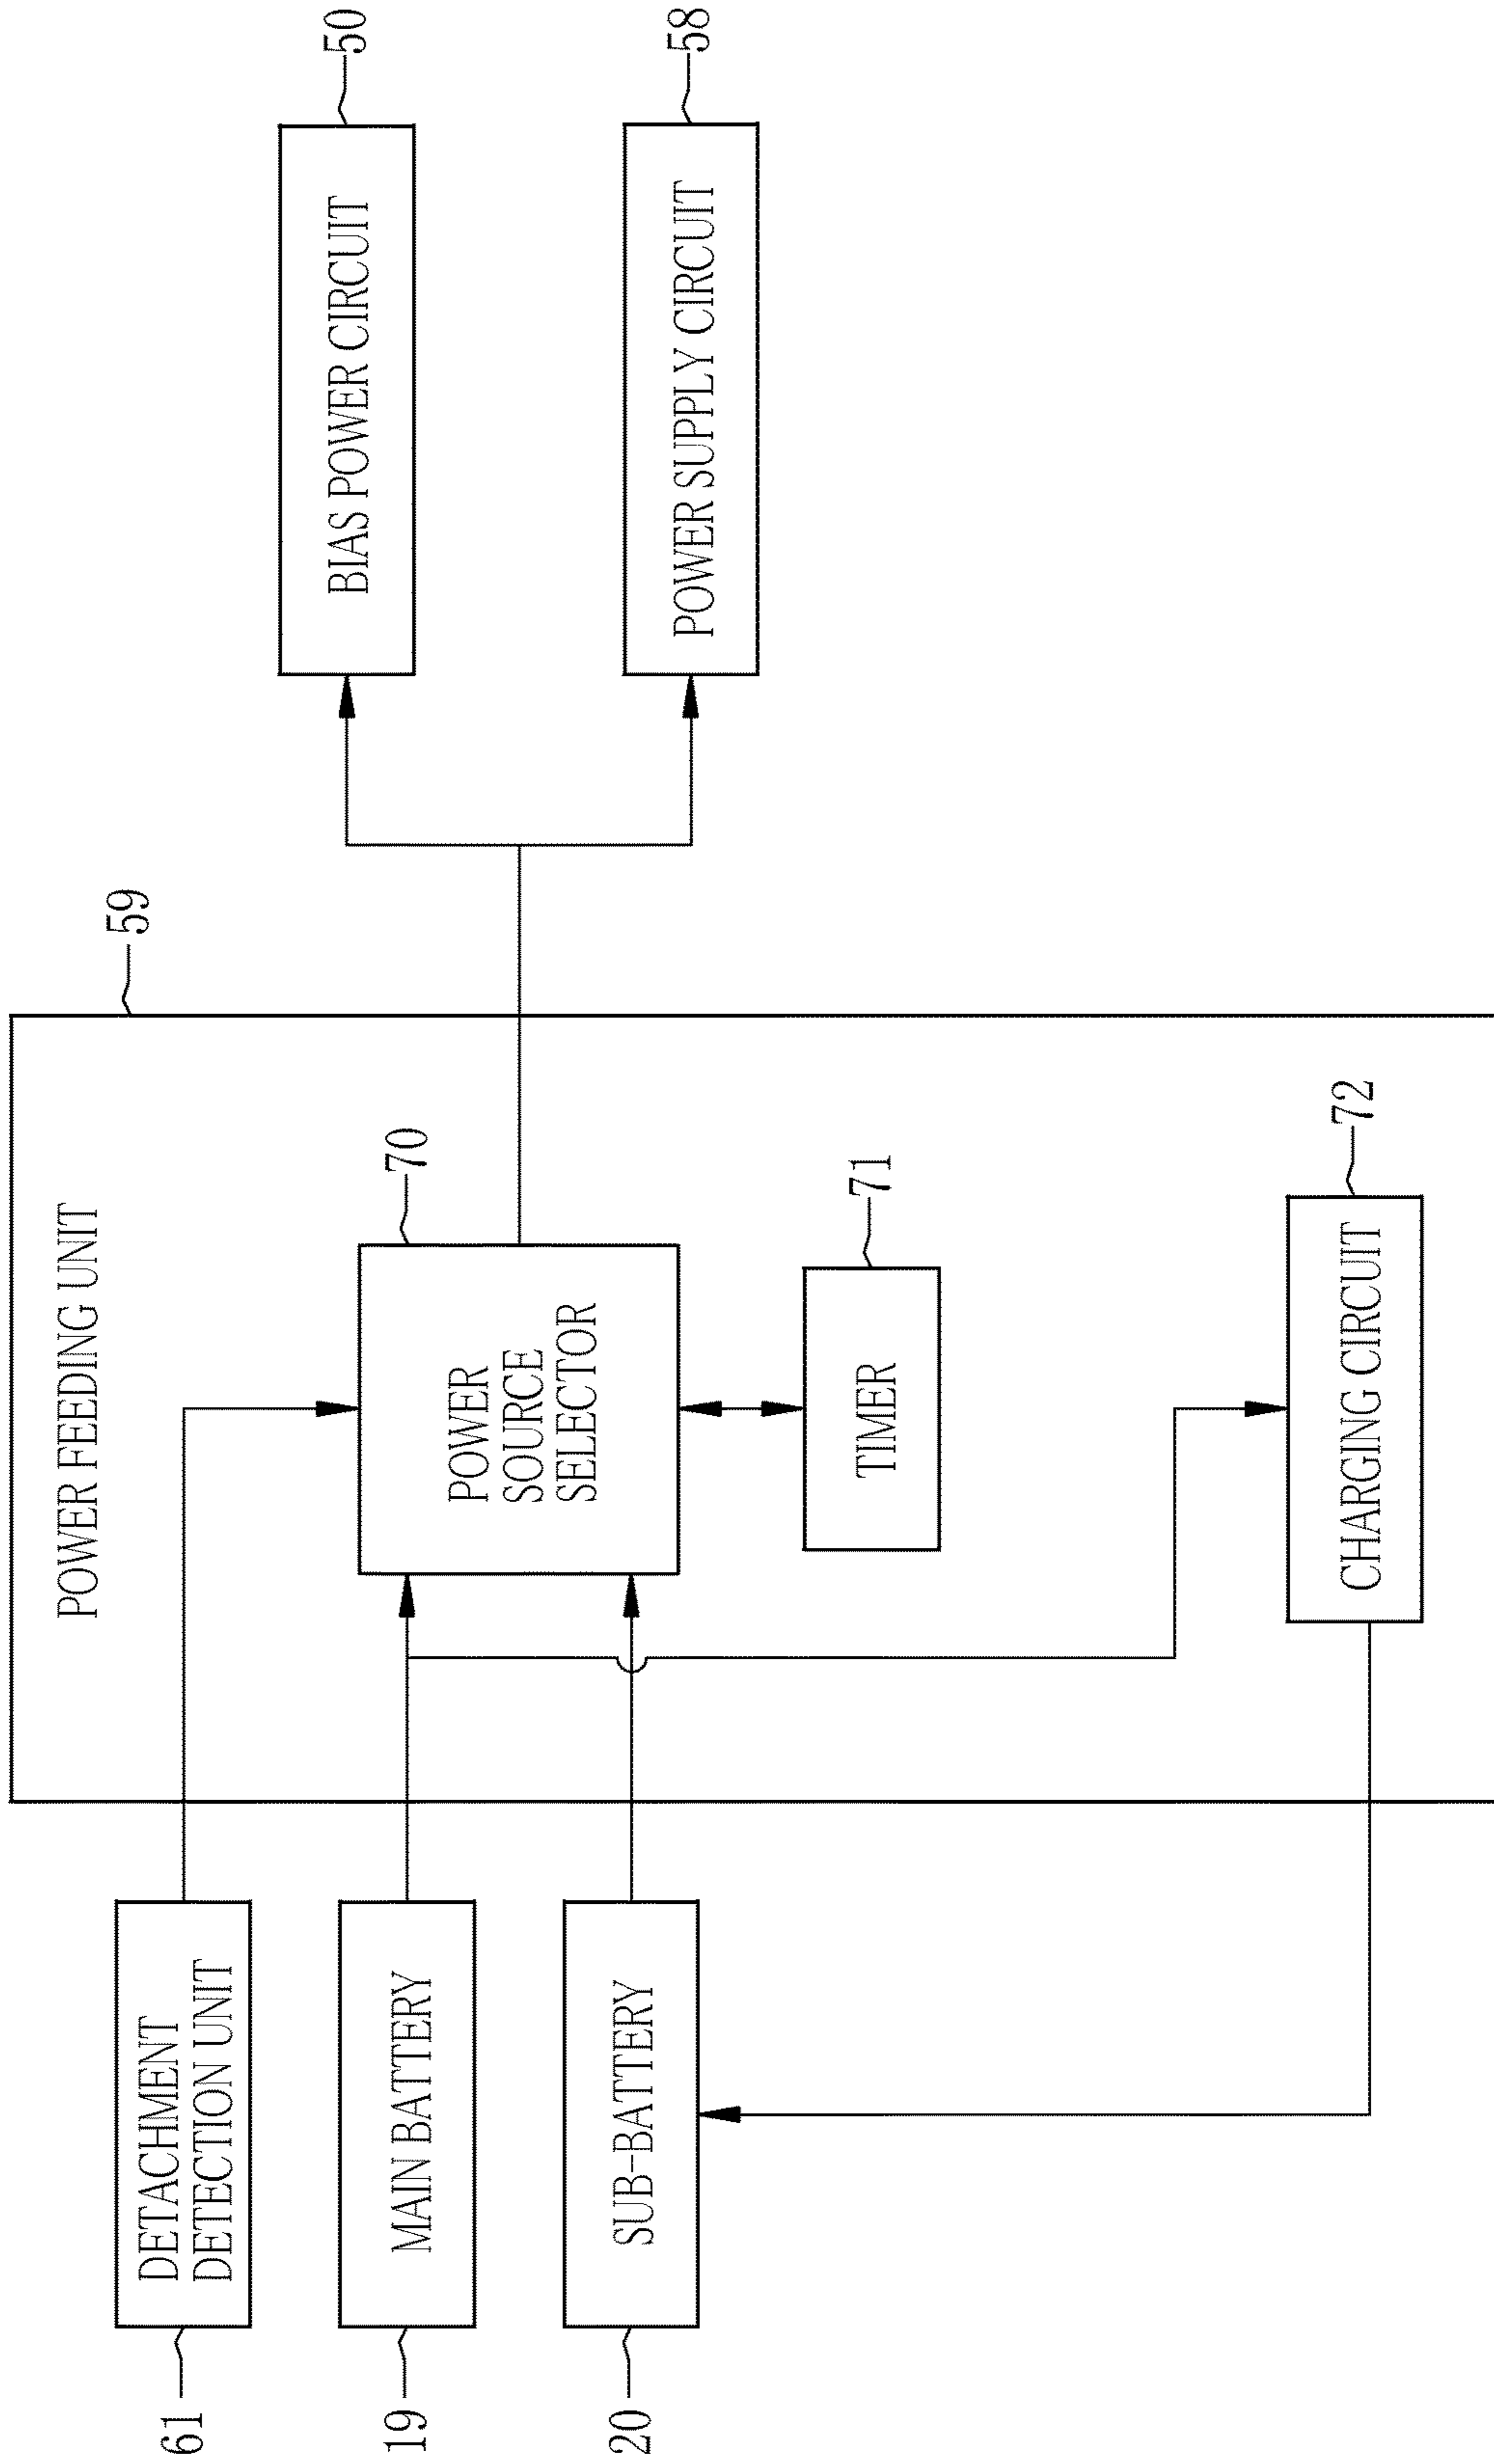 59
POWER FEEDING UNIT
61
DETACHMENT
DETECTION UNIT
19
MAIN BATTERY
20
SUB-BATTERY
70
POWER
SOURCE
SELECTOR
71
TIMER
72
CHARGING CIRCUIT
50
BIAS POWER CIRCUIT
58
POWER SUPPLY CIRCUIT